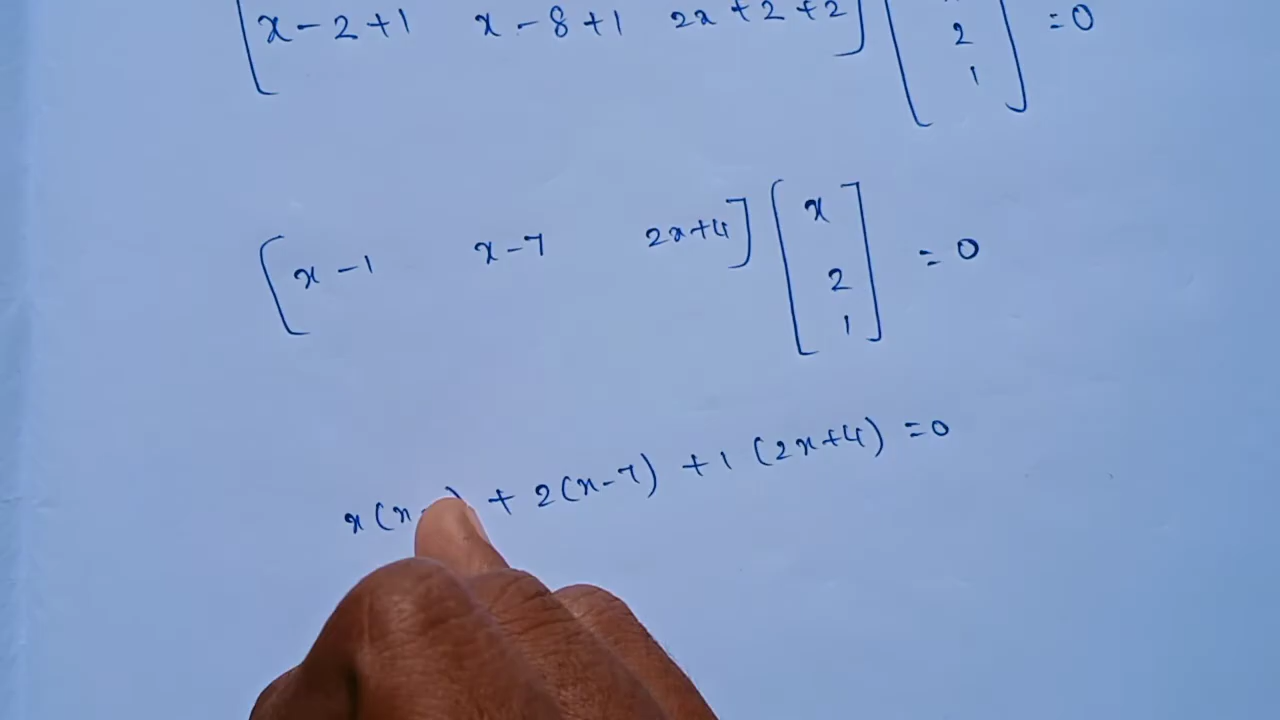 [x-2+1 x-8+1 2x+2+2] [2 1] =0
[x-1 x-7 2x+4] [x 2 1] =0
x(x- ) + 2(x-7) +1 (2x+4) =0